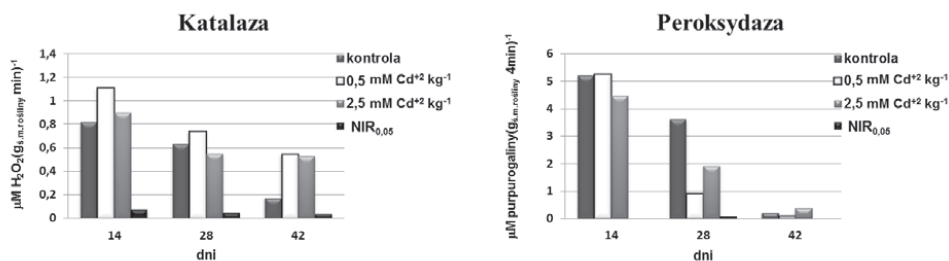 Katalaza
μM H₂O₂(g s.m.rośliny min)⁻¹
1,4
1,2
1
0,8
0,6
0,4
0,2
0
14 28 42
dni
kontrola
0,5 mM Cd⁺² kg⁻¹
2,5 mM Cd⁺² kg⁻¹
NIR₀,₀₅
Peroksydaza
μM purpurogaliny(g s.m.rośliny 4min)⁻¹
6
5
4
3
2
1
0
14 28 42
dni
kontrola
0,5 mM Cd⁺² kg⁻¹
2,5 mM Cd⁺² kg⁻¹
NIR₀,₀₅